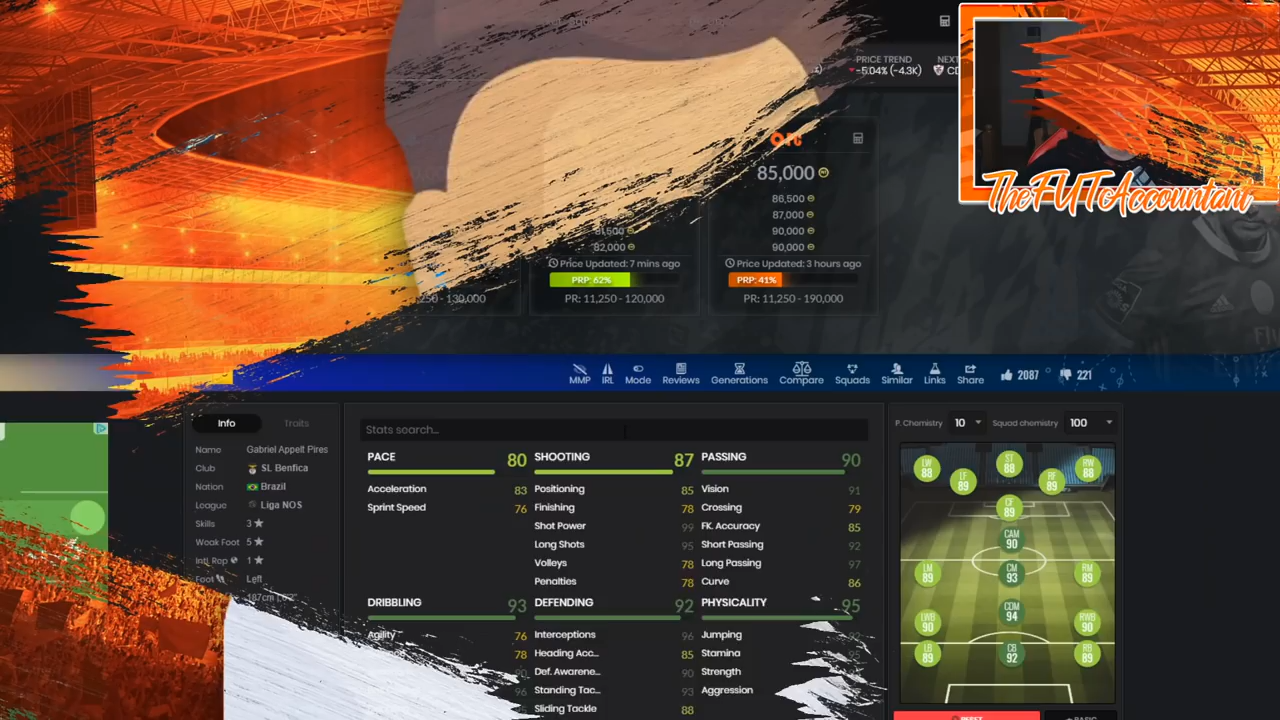 PRICE TREND
NEXT
-5.04% (-4.3K)
TheFUTAccountant
85,000
86,500
87,000
81,500
90,000
82,000
90,000
Price Updated: 7 mins ago
Price Updated: 3 hours ago
PRP: 62%
PRP: 41%
PR: 11,250 - 120,000
PR: 11,250 - 190,000
MMP
IRL
Mode
Reviews
Generations
Compare
Squads
Similar
Links
Share
2087
221
Info
Traits
Name Gabriel Appelt Pires
Club SL Benfica
Nation Brazil
League Liga NOS
Skills 3
Weak Foot 5
Intl. Rep 1
Foot Left
187cm | 6'2"
Stats search...
PACE 80
Acceleration 83
Sprint Speed 76
SHOOTING 87
Positioning 85
Finishing 78
Shot Power 99
Long Shots 95
Volleys 78
Penalties 78
PASSING 90
Vision 91
Crossing 79
FK. Accuracy 85
Short Passing 92
Long Passing 97
Curve 86
DRIBBLING 93
Agility 76
78
90
96
DEFENDING 92
Interceptions 96
Heading Acc... 85
Def. Awarene... 90
Standing Tac... 93
Sliding Tackle 88
PHYSICALITY 95
Jumping
Stamina
Strength
Aggression
P. Chemistry 10
Squad chemistry 100
LW 88
ST 88
RW 88
LF 89
RF 89
CF 89
CAM 90
LM 89
CM 93
RM 89
LWB 90
CDM 94
RWB 90
LB 89
CB 92
RB 89